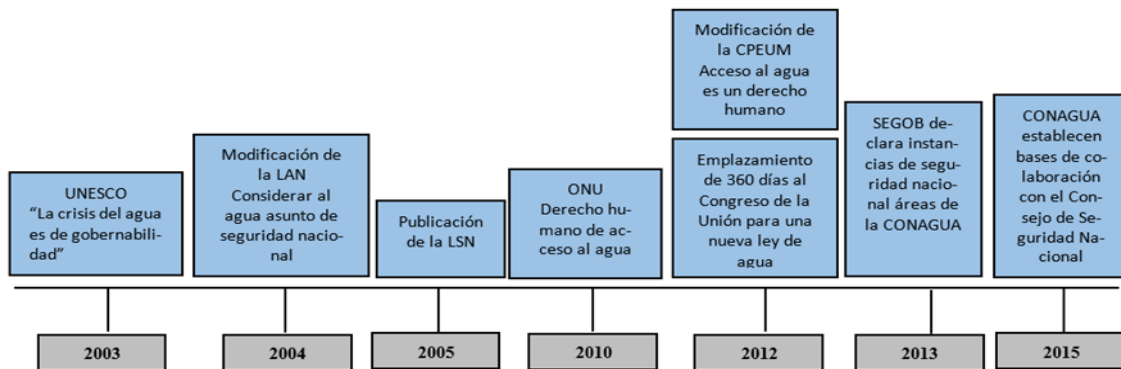 UNESCO
“La crisis del agua
es de gobernabili-
dad”
Modificación de
la LAN
Considerar al
agua asunto de
seguridad nacio-
nal
Publicación
de la LSN
ONU
Derecho hu-
mano de acce-
so al agua
Modificación de
la CPEUM
Acceso al agua
es un derecho
humano
Emplazamiento
de 360 días al
Congreso de la
Unión para una
nueva ley de
agua
SEGOB de-
clara instan-
cias de segu-
ridad nacio-
nal áreas de
la CONAGUA
CONAGUA
establecen
bases de co-
laboración
con el Con-
sejo de Se-
guridad Na-
cional
2003
2004
2005
2010
2012
2013
2015